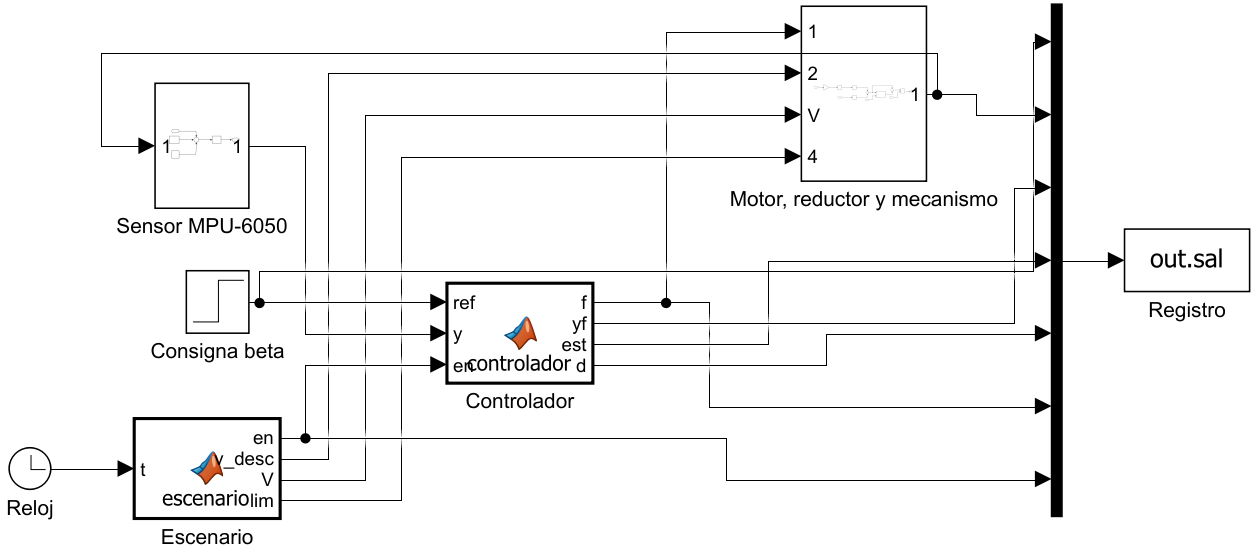 1
2
V
4
1
Motor, reductor y mecanismo
1
1
Sensor MPU-6050
out.sal
Registro
Consigna beta
ref
y
en
controlador
f
yf
est
d
Controlador
t
escenario
en
v_desc
V
lim
Escenario
Reloj